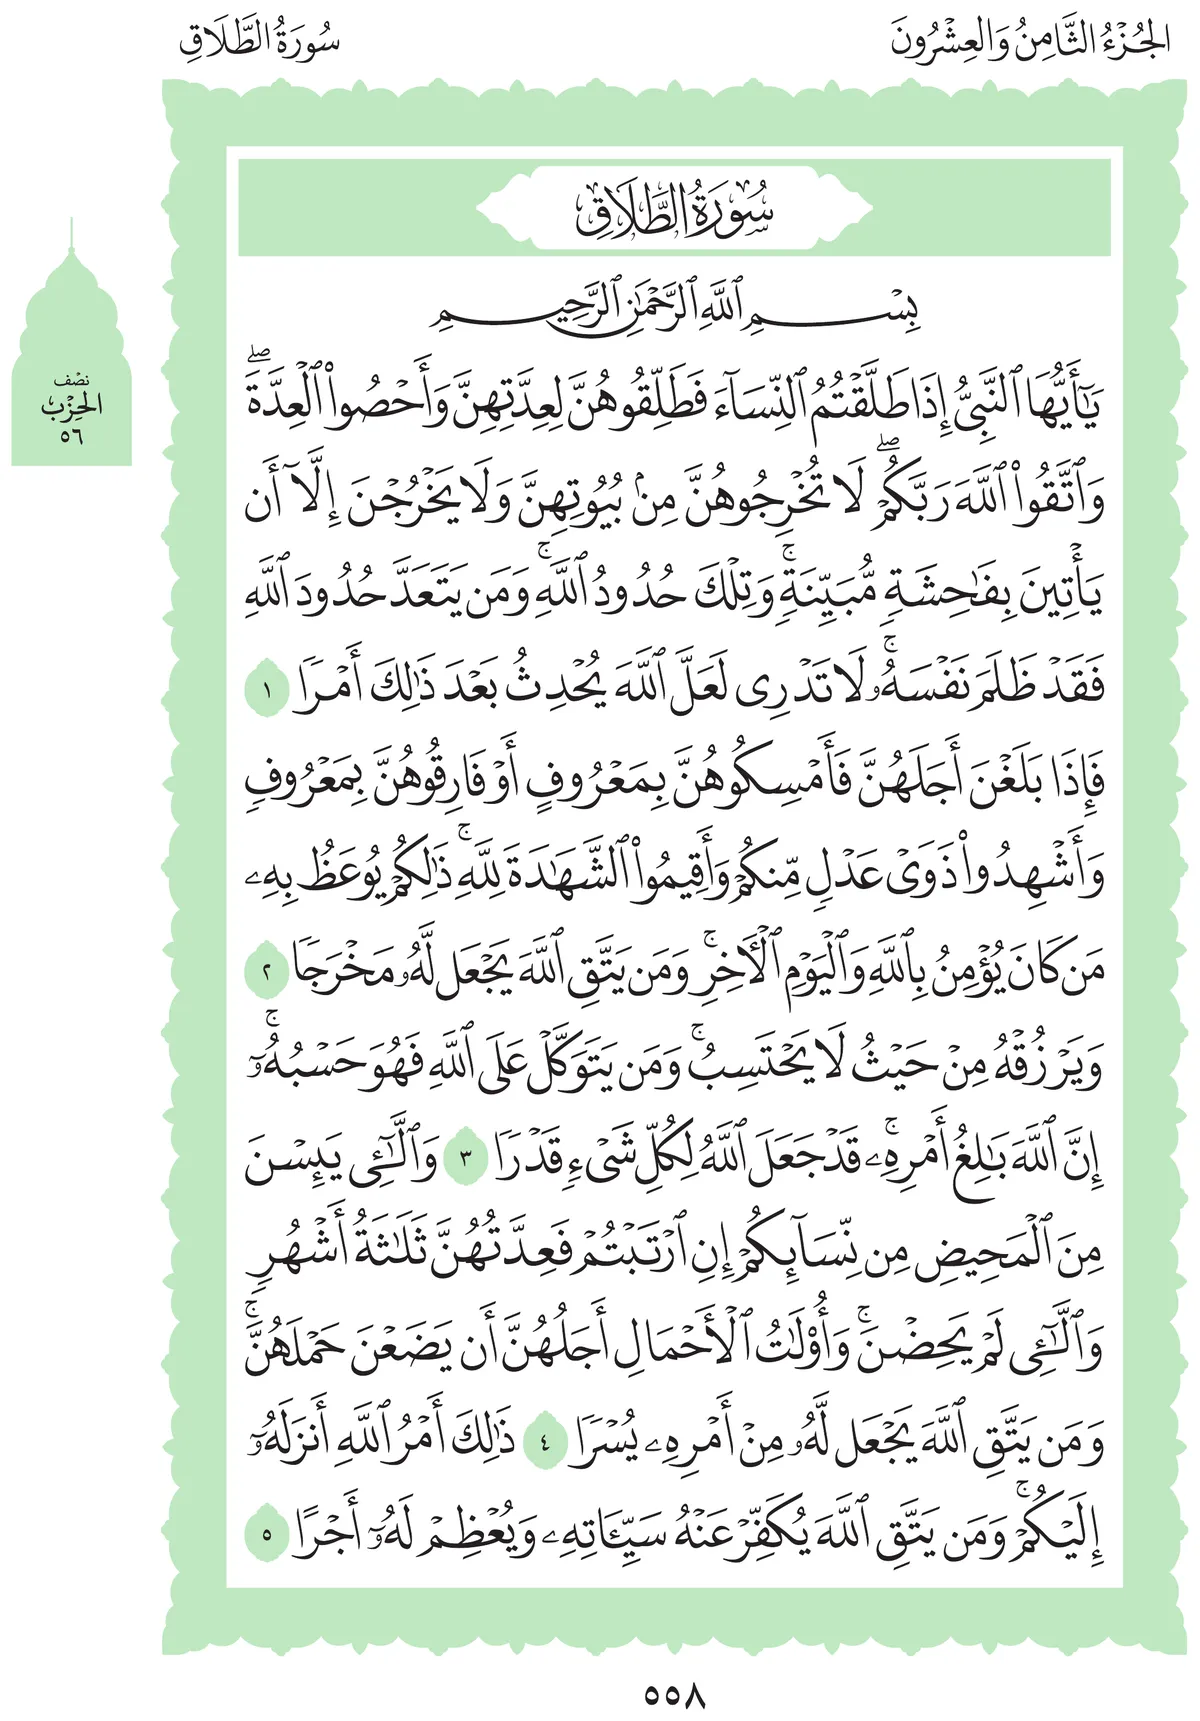 الجُزْءُ الثَّامِنُ وَالعِشْرُونَ
سُورَةُ الطَّلَاقِ
سُورَةُ الطَّلَاقِ
بِسْمِ ٱللَّهِ ٱلرَّحْمَٰنِ ٱلرَّحِيمِ
يَٰٓأَيُّهَا ٱلنَّبِىُّ إِذَا طَلَّقْتُمُ ٱلنِّسَآءَ فَطَلِّقُوهُنَّ لِعِدَّتِهِنَّ وَأَحْصُوا۟ ٱلْعِدَّةَ ۖ
وَٱتَّقُوا۟ ٱللَّهَ رَبَّكُمْ ۖ لَا تُخْرِجُوهُنَّ مِنۢ بُيُوتِهِنَّ وَلَا يَخْرُجْنَ إِلَّآ أَن
يَأْتِينَ بِفَٰحِشَةٍ مُّبَيِّنَةٍ ۚ وَتِلْكَ حُدُودُ ٱللَّهِ ۚ وَمَن يَتَعَدَّ حُدُودَ ٱللَّهِ
فَقَدْ ظَلَمَ نَفْسَهُۥ ۚ لَا تَدْرِى لَعَلَّ ٱللَّهَ يُحْدِثُ بَعْدَ ذَٰلِكَ أَمْرًا ١
فَإِذَا بَلَغْنَ أَجَلَهُنَّ فَأَمْسِكُوهُنَّ بِمَعْرُوفٍ أَوْ فَارِقُوهُنَّ بِمَعْرُوفٍ
وَأَشْهِدُوا۟ ذَوَىْ عَدْلٍ مِّنكُمْ وَأَقِيمُوا۟ ٱلشَّهَٰدَةَ لِلَّهِ ۚ ذَٰلِكُمْ يُوعَظُ بِهِۦ
مَن كَانَ يُؤْمِنُ بِٱللَّهِ وَٱلْيَوْمِ ٱلْءَاخِرِ ۚ وَمَن يَتَّقِ ٱللَّهَ يَجْعَل لَّهُۥ مَخْرَجًا ٢
وَيَرْزُقْهُ مِنْ حَيْثُ لَا يَحْتَسِبُ ۚ وَمَن يَتَوَكَّلْ عَلَى ٱللَّهِ فَهُوَ حَسْبُهُۥٓ ۚ
إِنَّ ٱللَّهَ بَٰلِغُ أَمْرِهِۦ ۚ قَدْ جَعَلَ ٱللَّهُ لِكُلِّ شَىْءٍ قَدْرًا ٣ وَٱلَّٰٓـِٔى يَئِسْنَ
مِنَ ٱلْمَحِيضِ مِن نِّسَآئِكُمْ إِنِ ٱرْتَبْتُمْ فَعِدَّتُهُنَّ ثَلَٰثَةُ أَشْهُرٍ
وَٱلَّٰٓـِٔى لَمْ يَحِضْنَ ۚ وَأُو۟لَٰتُ ٱلْأَحْمَالِ أَجَلُهُنَّ أَن يَضَعْنَ حَمْلَهُنَّ ۚ
وَمَن يَتَّقِ ٱللَّهَ يَجْعَل لَّهُۥ مِنْ أَمْرِهِۦ يُسْرًا ٤ ذَٰلِكَ أَمْرُ ٱللَّهِ أَنزَلَهُۥٓ
إِلَيْكُمْ ۚ وَمَن يَتَّقِ ٱللَّهَ يُكَفِّرْ عَنْهُ سَيِّـَٔاتِهِۦ وَيُعْظِمْ لَهُۥٓ أَجْرًا ٥
نصف
الحزب
٥٦
٥٥٨